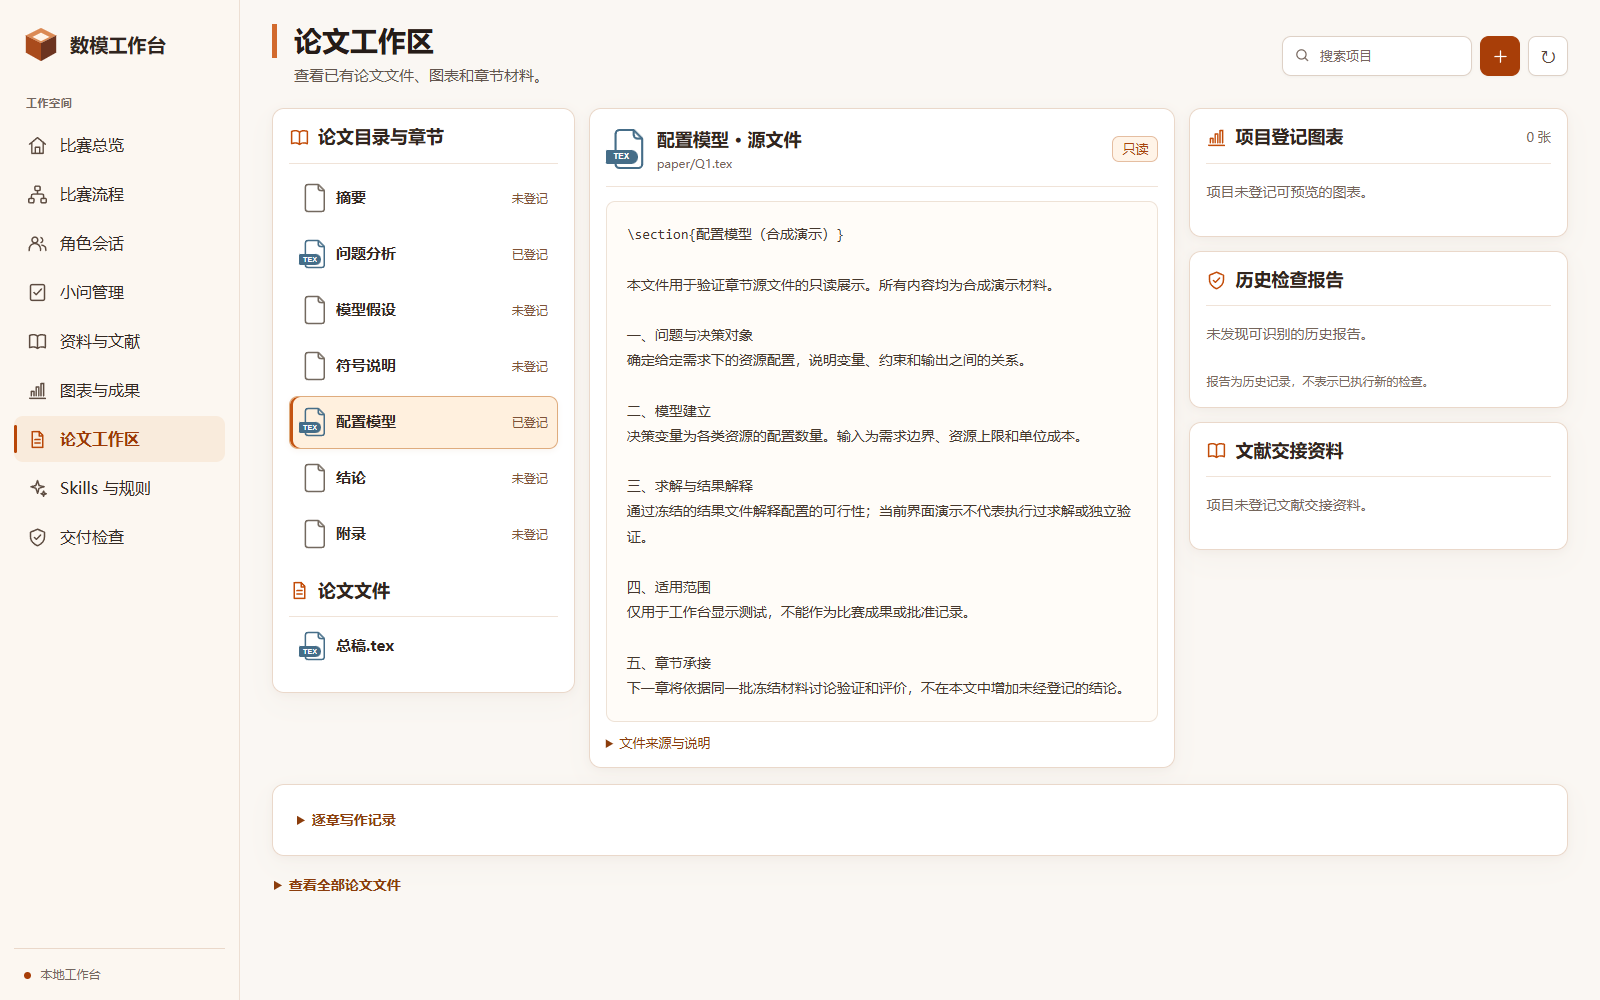 数模工作台
工作空间
比赛总览
比赛流程
角色会话
小问管理
资料与文献
图表与成果
论文工作区
Skills 与规则
交付检查
本地工作台
论文工作区
查看已有论文文件、图表和章节材料。
搜索项目
论文目录与章节
摘要 未登记
TEX 问题分析 已登记
模型假设 未登记
符号说明 未登记
TEX 配置模型 已登记
结论 未登记
附录 未登记
论文文件
TEX 总稿.tex
TEX 配置模型・源文件
paper/Q1.tex
只读
\section{配置模型（合成演示）}
本文件用于验证章节源文件的只读展示。所有内容均为合成演示材料。
一、问题与决策对象
确定给定需求下的资源配置，说明变量、约束和输出之间的关系。
二、模型建立
决策变量为各类资源的配置数量。输入为需求边界、资源上限和单位成本。
三、求解与结果解释
通过冻结的结果文件解释配置的可行性；当前界面演示不代表执行过求解或独立验
证。
四、适用范围
仅用于工作台显示测试，不能作为比赛成果或批准记录。
五、章节承接
下一章将依据同一批冻结材料讨论验证和评价，不在本文中增加未经登记的结论。
文件来源与说明
项目登记图表 0 张
项目未登记可预览的图表。
历史检查报告
未发现可识别的历史报告。
报告为历史记录，不表示已执行新的检查。
文献交接资料
项目未登记文献交接资料。
逐章写作记录
查看全部论文文件